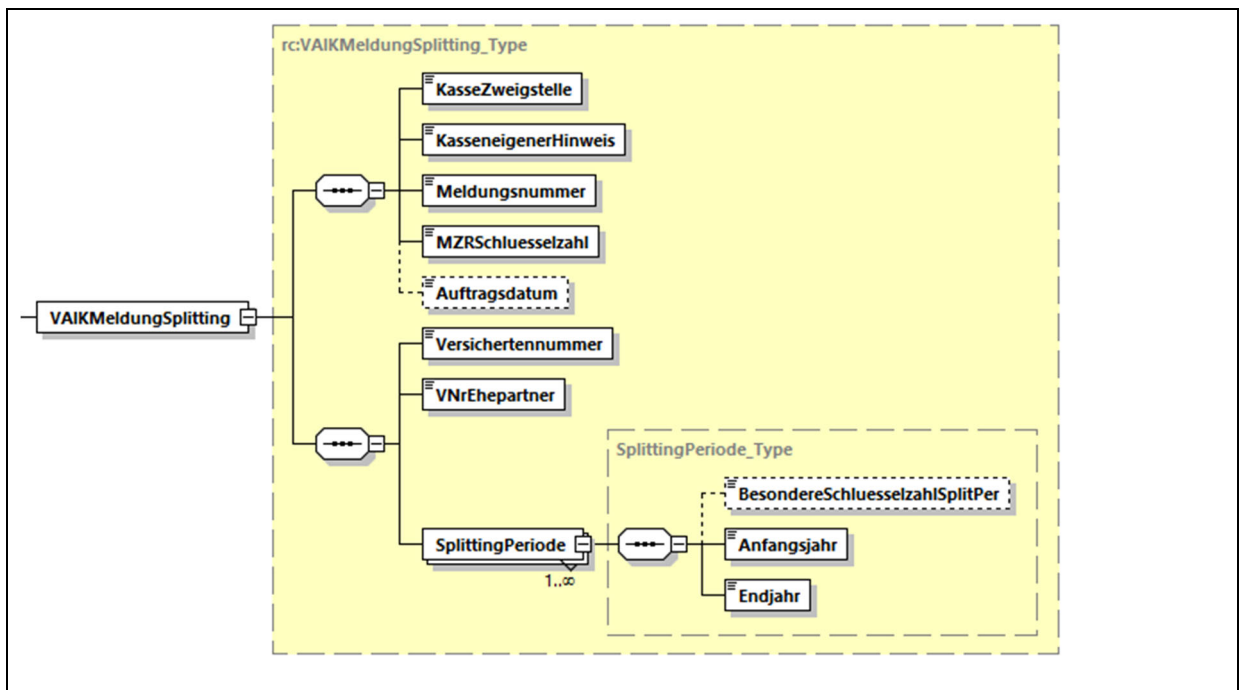 rc:VAIKMeldungSplitting_Type
KasseZweigstelle
KasseneigenerHinweis
Meldungsnummer
MZRSchluesselzahl
Auftragsdatum
VAIKMeldungSplitting
Versichertennummer
VNrEhepartner
SplittingPeriode_Type
BesondereSchluesselzahlSplitPer
SplittingPeriode
Anfangsjahr
1..∞
Endjahr